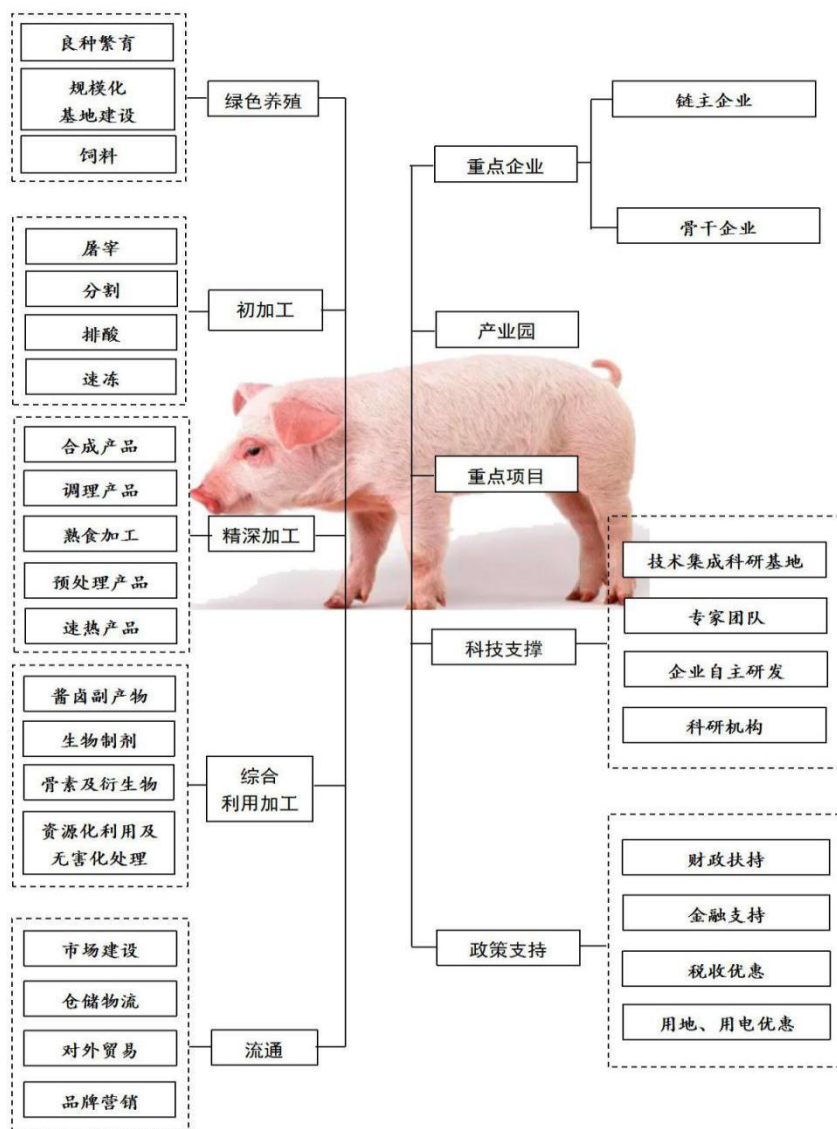 良种繁育
规模化
基地建设
饲料
绿色养殖
屠宰
分割
排酸
速冻
初加工
合成产品
调理产品
熟食加工
预处理产品
速热产品
精深加工
酱卤副产物
生物制剂
骨素及衍生物
资源化利用及
无害化处理
综合
利用加工
市场建设
仓储物流
对外贸易
品牌营销
流通
重点企业
链主企业
骨干企业
产业园
重点项目
科技支撑
技术集成科研基地
专家团队
企业自主研发
科研机构
政策支持
财政扶持
金融支持
税收优惠
用地、用电优惠